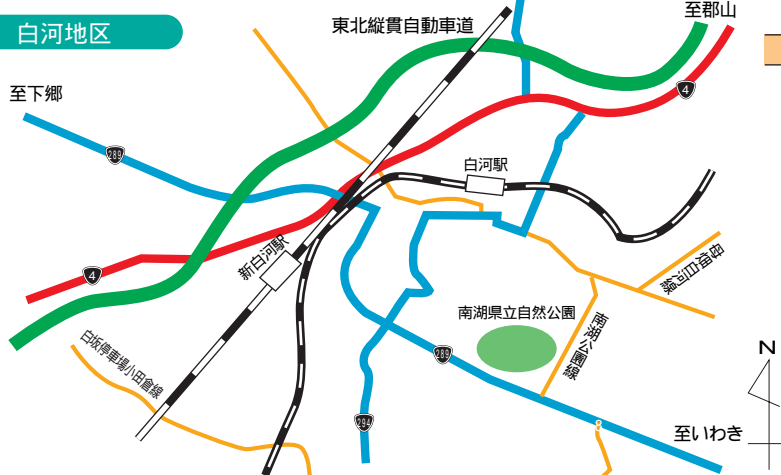 白河地区
東北縦貫自動車道
至郡山
至下郷
4
289
白河駅
新白河駅
4
母畑白河線
南湖県立自然公園
南湖公園線
白坂停車場小田倉線
289
294
至いわき
N